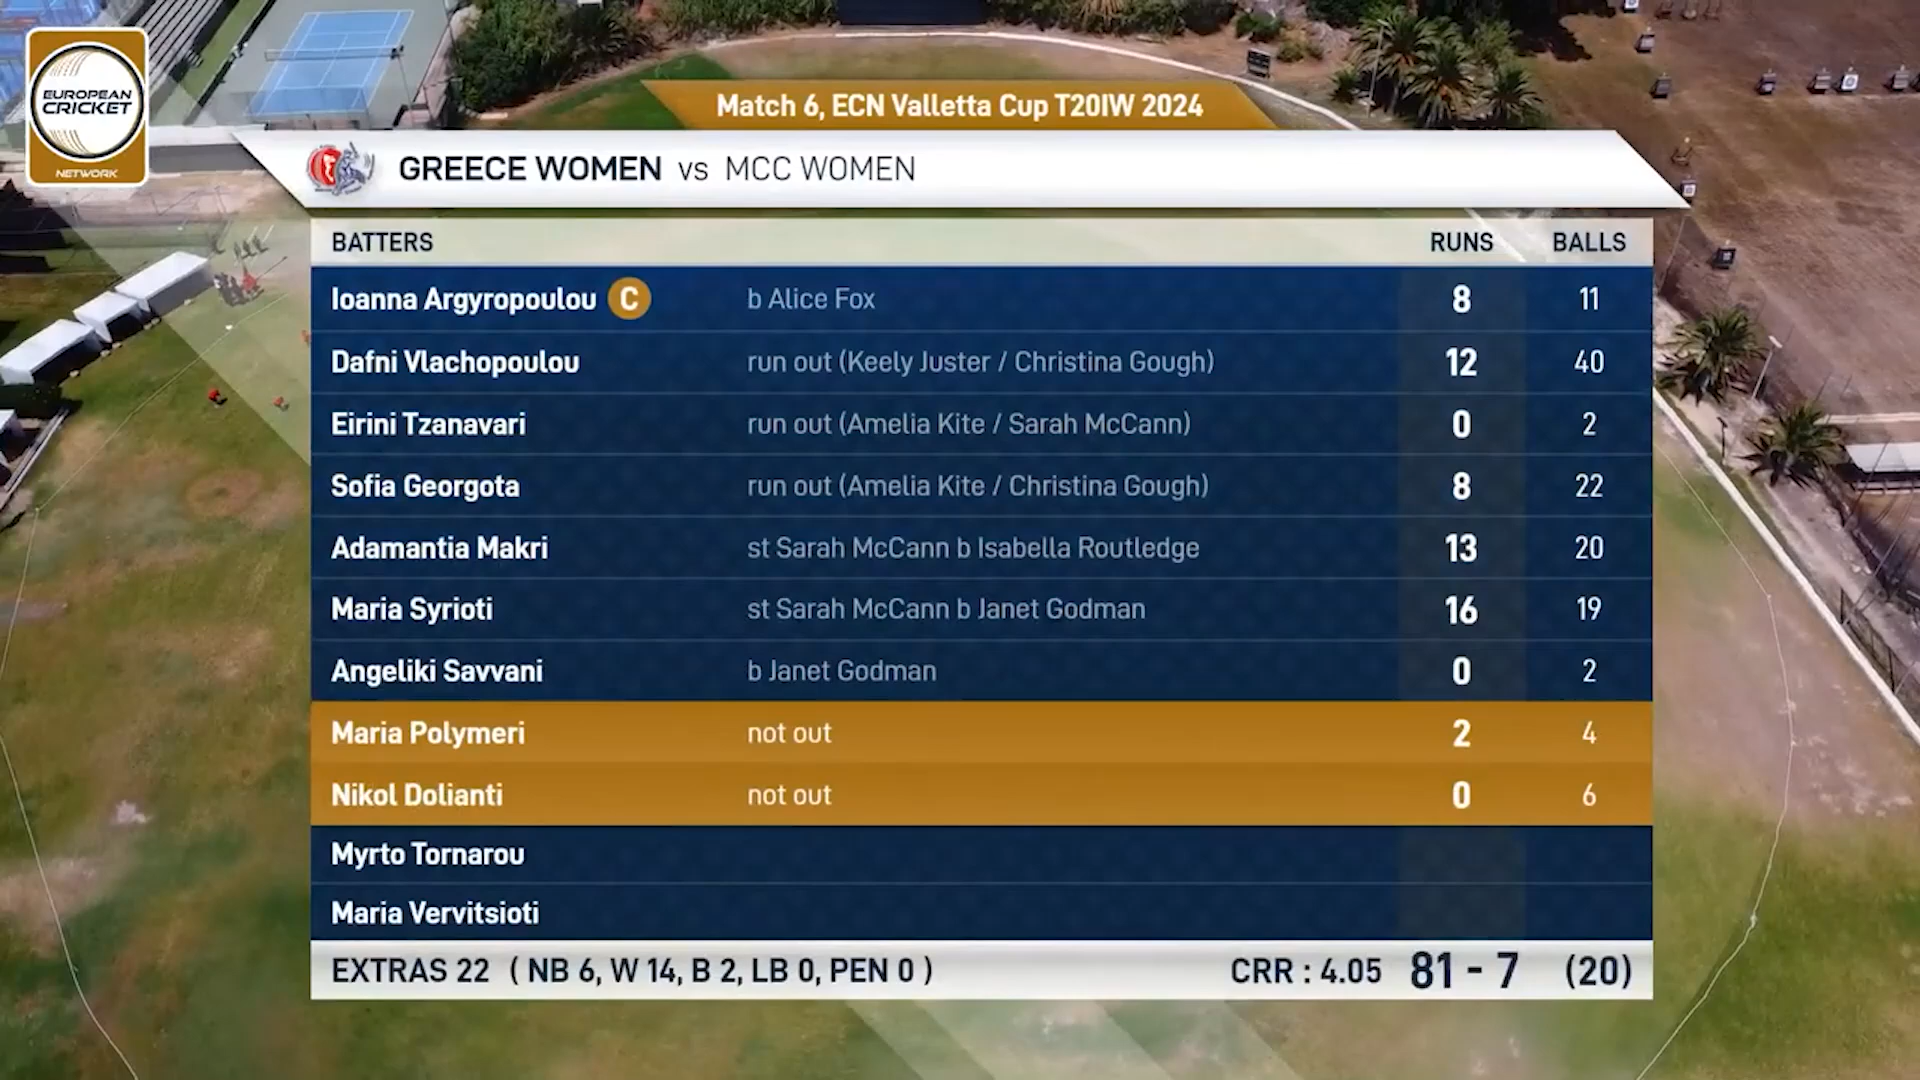 EUROPEAN
CRICKET
NETWORK
Match 6, ECN Valletta Cup T20IW 2024
GREECE WOMEN vs MCC WOMEN
BATTERS RUNS BALLS
Ioanna Argyropoulou C b Alice Fox 8 11
Dafni Vlachopoulou run out (Keely Juster / Christina Gough) 12 40
Eirini Tzanavari run out (Amelia Kite / Sarah McCann) 0 2
Sofia Georgota run out (Amelia Kite / Christina Gough) 8 22
Adamantia Makri st Sarah McCann b Isabella Routledge 13 20
Maria Syrioti st Sarah McCann b Janet Godman 16 19
Angeliki Savvani b Janet Godman 0 2
Maria Polymeri not out 2 4
Nikol Dolianti not out 0 6
Myrto Tornarou
Maria Vervitsioti
EXTRAS 22 ( NB 6, W 14, B 2, LB 0, PEN 0 ) CRR : 4.05 81 - 7 (20)